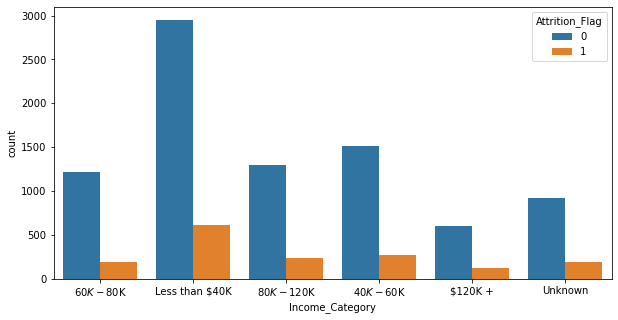 Attrition_Flag
0
1
3000
2500
2000
1500
1000
500
0
count
60K − 80K Less than $40K 80K − 120K 40K − 60K $120K + Unknown
Income_Category